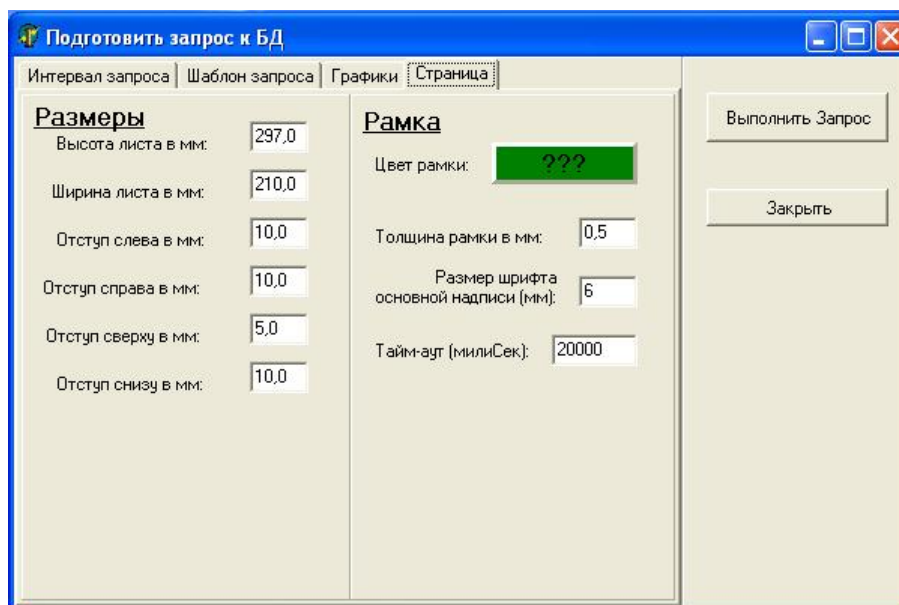 Подготовить запрос к БД
Интервал запроса Шаблон запроса Графики Страница
Размеры
Высота листа в мм: 297,0
Ширина листа в мм: 210,0
Отступ слева в мм: 10,0
Отступ справа в мм: 10,0
Отступ сверху в мм: 5,0
Отступ снизу в мм: 10,0
Рамка
Цвет рамки: ???
Толщина рамки в мм: 0,5
Размер шрифта
основной надписи (мм): 6
Тайм-аут (милиСек): 20000
Выполнить Запрос
Закрыть